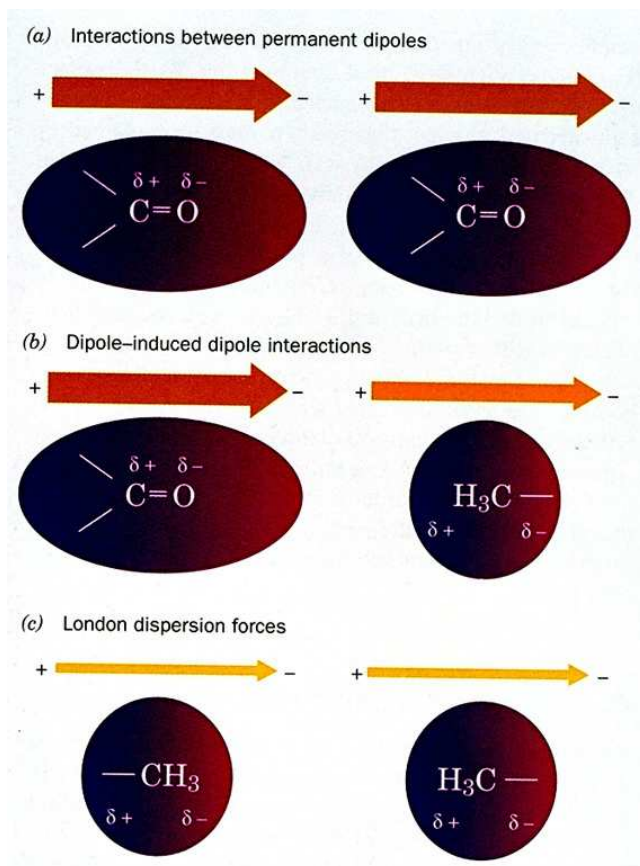 (a) Interactions between permanent dipoles
+ − + −
δ+ δ− δ+ δ−
C=O C=O
(b) Dipole–induced dipole interactions
+ − + −
δ+ δ−
C=O H₃C—
δ+ δ−
(c) London dispersion forces
+ − + −
—CH₃ H₃C—
δ+ δ− δ+ δ−